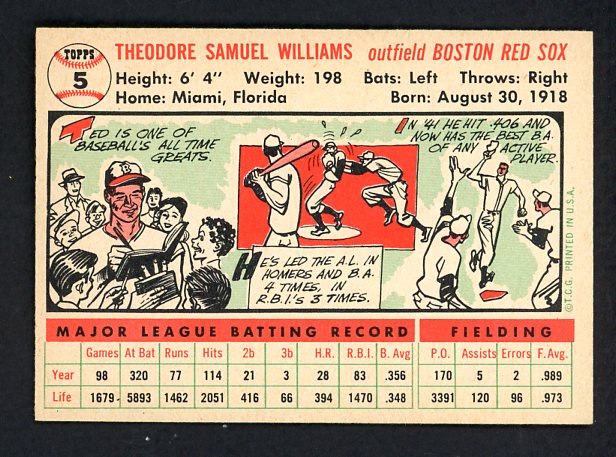 TOPPS
5
THEODORE SAMUEL WILLIAMS outfield BOSTON RED SOX
Height: 6' 4" Weight: 198 Bats: Left Throws: Right
Home: Miami, Florida Born: August 30, 1918
TED IS ONE OF
BASEBALL'S ALL TIME
GREATS.
B
HE'S LED THE A.L. IN
HOMERS AND B.A.
4 TIMES, IN
R.B.I.'S 3 TIMES.
IN '41 HE HIT .406 AND
NOW HAS THE BEST B.A.
OF ANY ACTIVE
PLAYER.
©T.C.G. PRINTED IN U.S.A.
MAJOR LEAGUE BATTING RECORD FIELDING
Games At Bat Runs Hits 2b 3b H.R. R.B.I. B. Avg P.O. Assists Errors F. Avg.
Year 98 320 77 114 21 3 28 83 .356 170 5 2 .989
Life 1679 5893 1462 2051 416 66 394 1470 .348 3391 120 96 .973